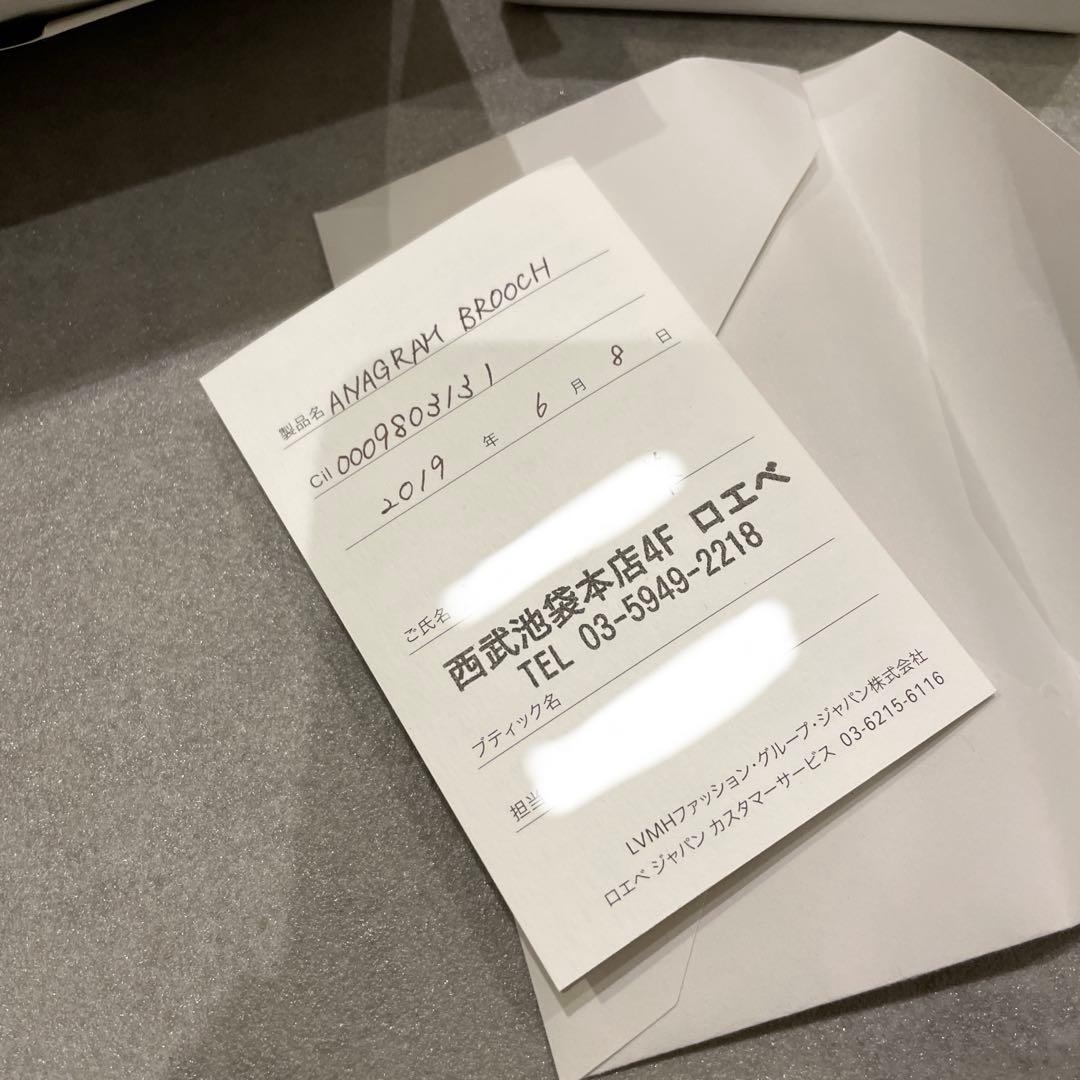 製品名 ANAGRAM BROOCH
Cil 0009803131
2019 年 6 月 8 日
ご氏名
西武池袋本店4F ロエベ
TEL 03-5949-2218
ブティック名
担当
LVMHファッション・グループ・ジャパン株式会社
ロエベ ジャパン カスタマーサービス 03-6215-6116